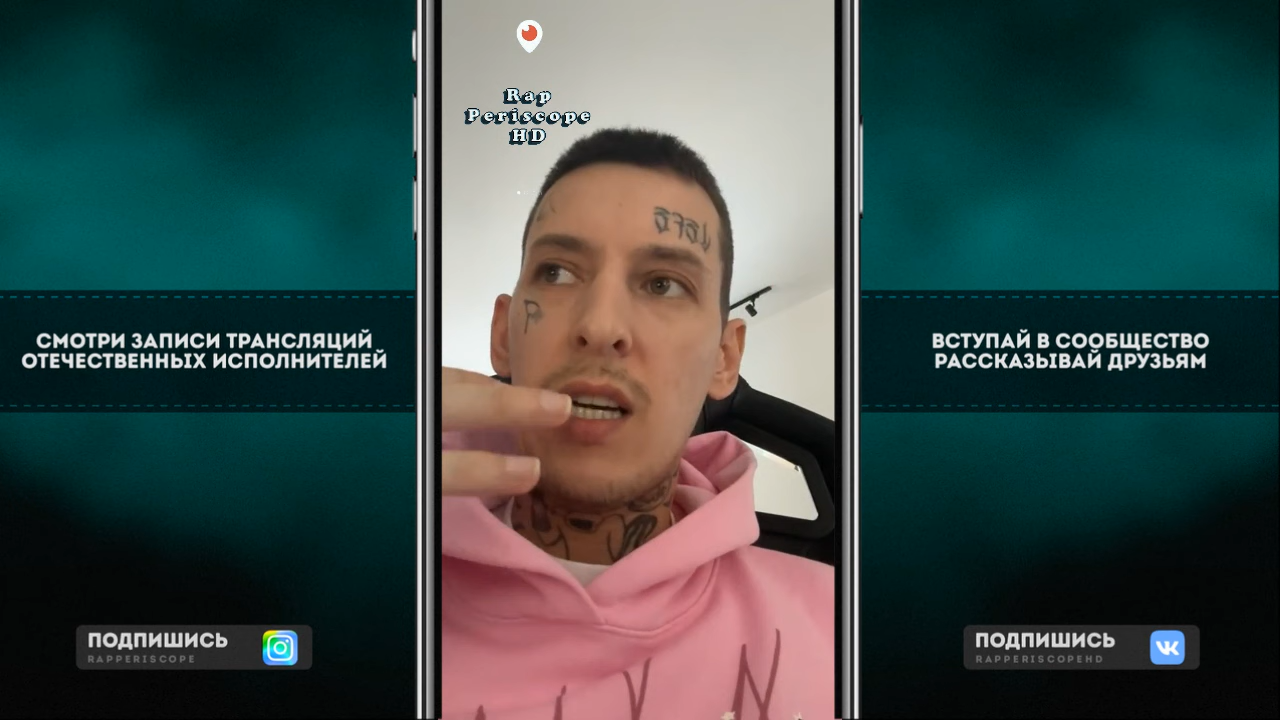 Rap
Periscope
HD
СМОТРИ ЗАПИСИ ТРАНСЛЯЦИЙ
ОТЕЧЕСТВЕННЫХ ИСПОЛНИТЕЛЕЙ
ВСТУПАЙ В СООБЩЕСТВО
РАССКАЗЫВАЙ ДРУЗЬЯМ
ПОДПИШИСЬ
RAPPERISCOPE
ПОДПИШИСЬ
RAPPERISCOPEHD